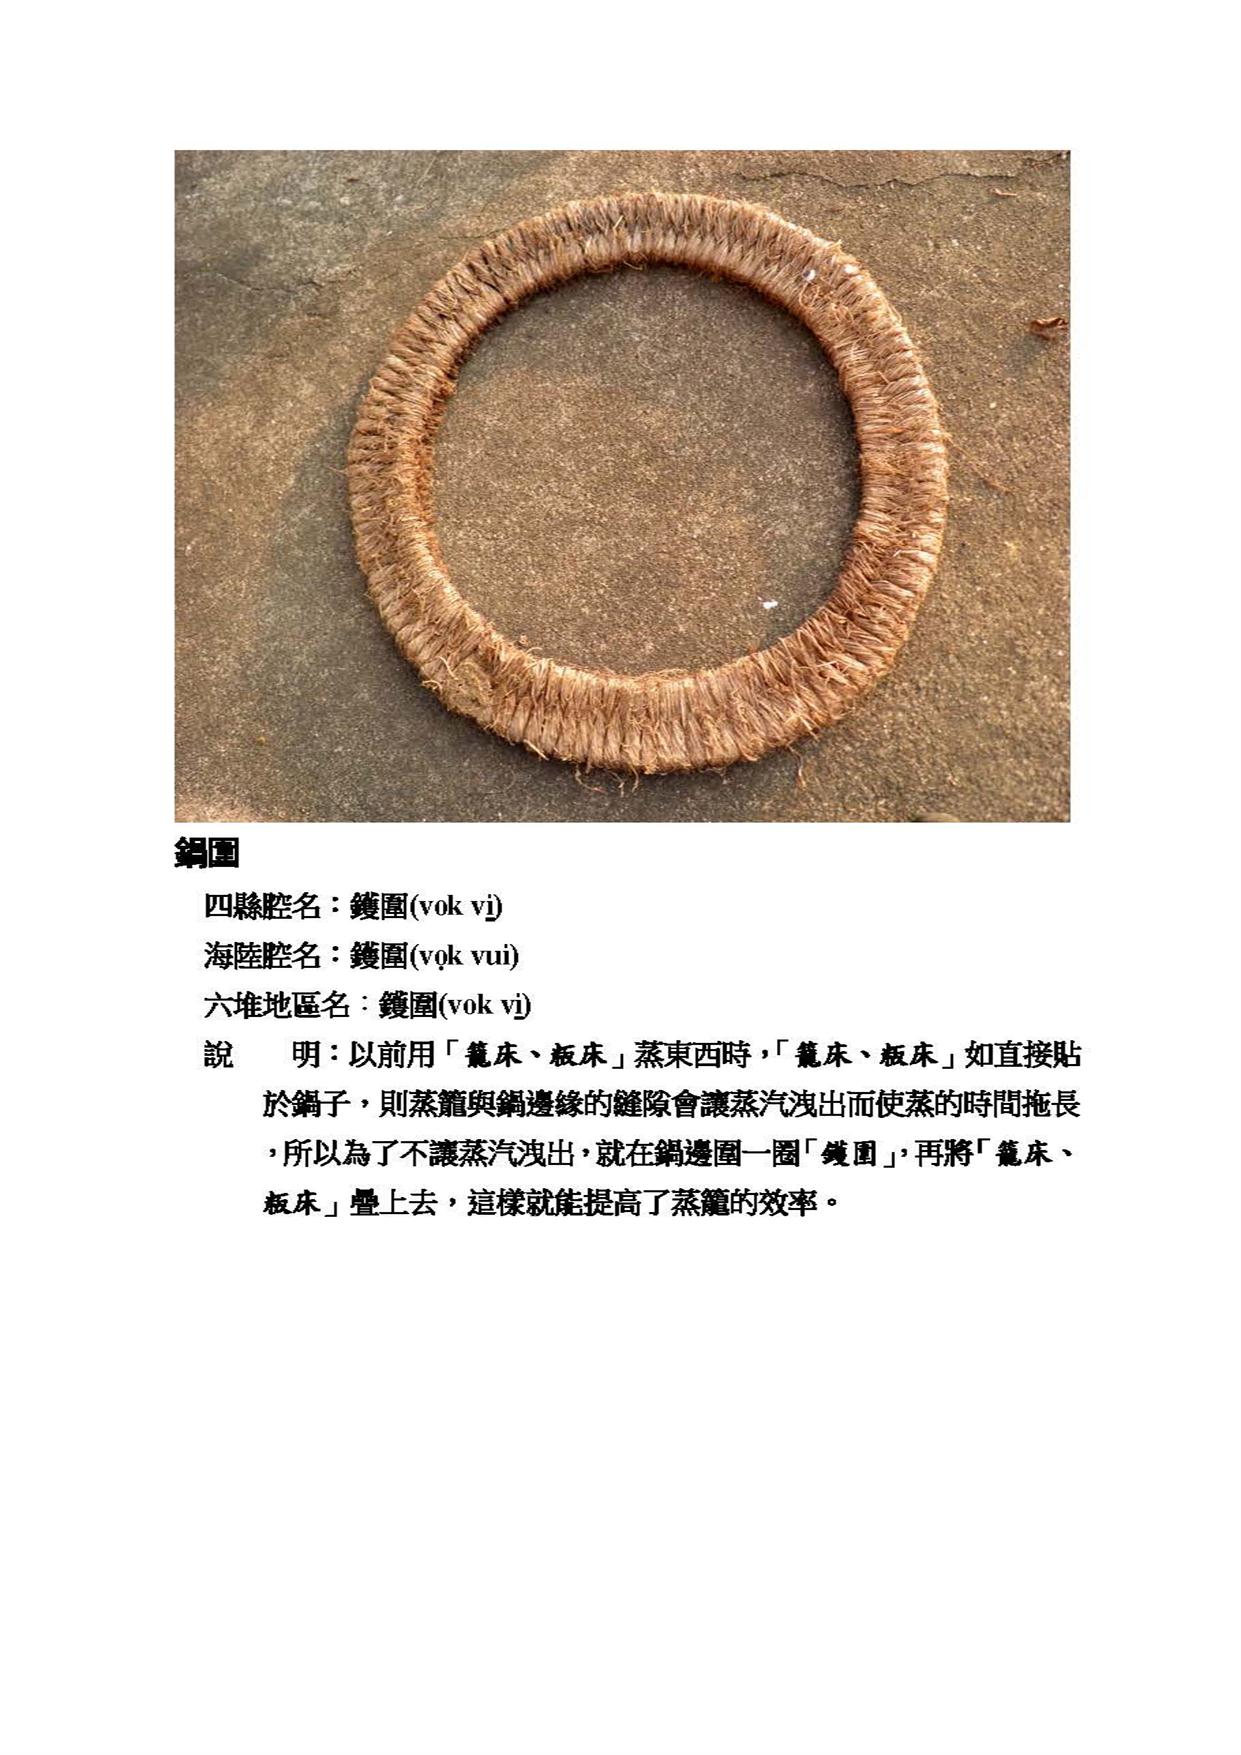 鍋圍
四縣腔名：鑊圍(vok vi̲)
海陸腔名：鑊圍(vọk vui)
六堆地區名：鑊圍(vok vi̲)
說　　明：以前用「籠床、粄床」蒸東西時，「籠床、粄床」如直接貼
於鍋子，則蒸籠與鍋邊緣的縫隙會讓蒸汽洩出而使蒸的時間拖長
，所以為了不讓蒸汽洩出，就在鍋邊圍一圈「鑊圍」，再將「籠床、
粄床」疊上去，這樣就能提高了蒸籠的效率。